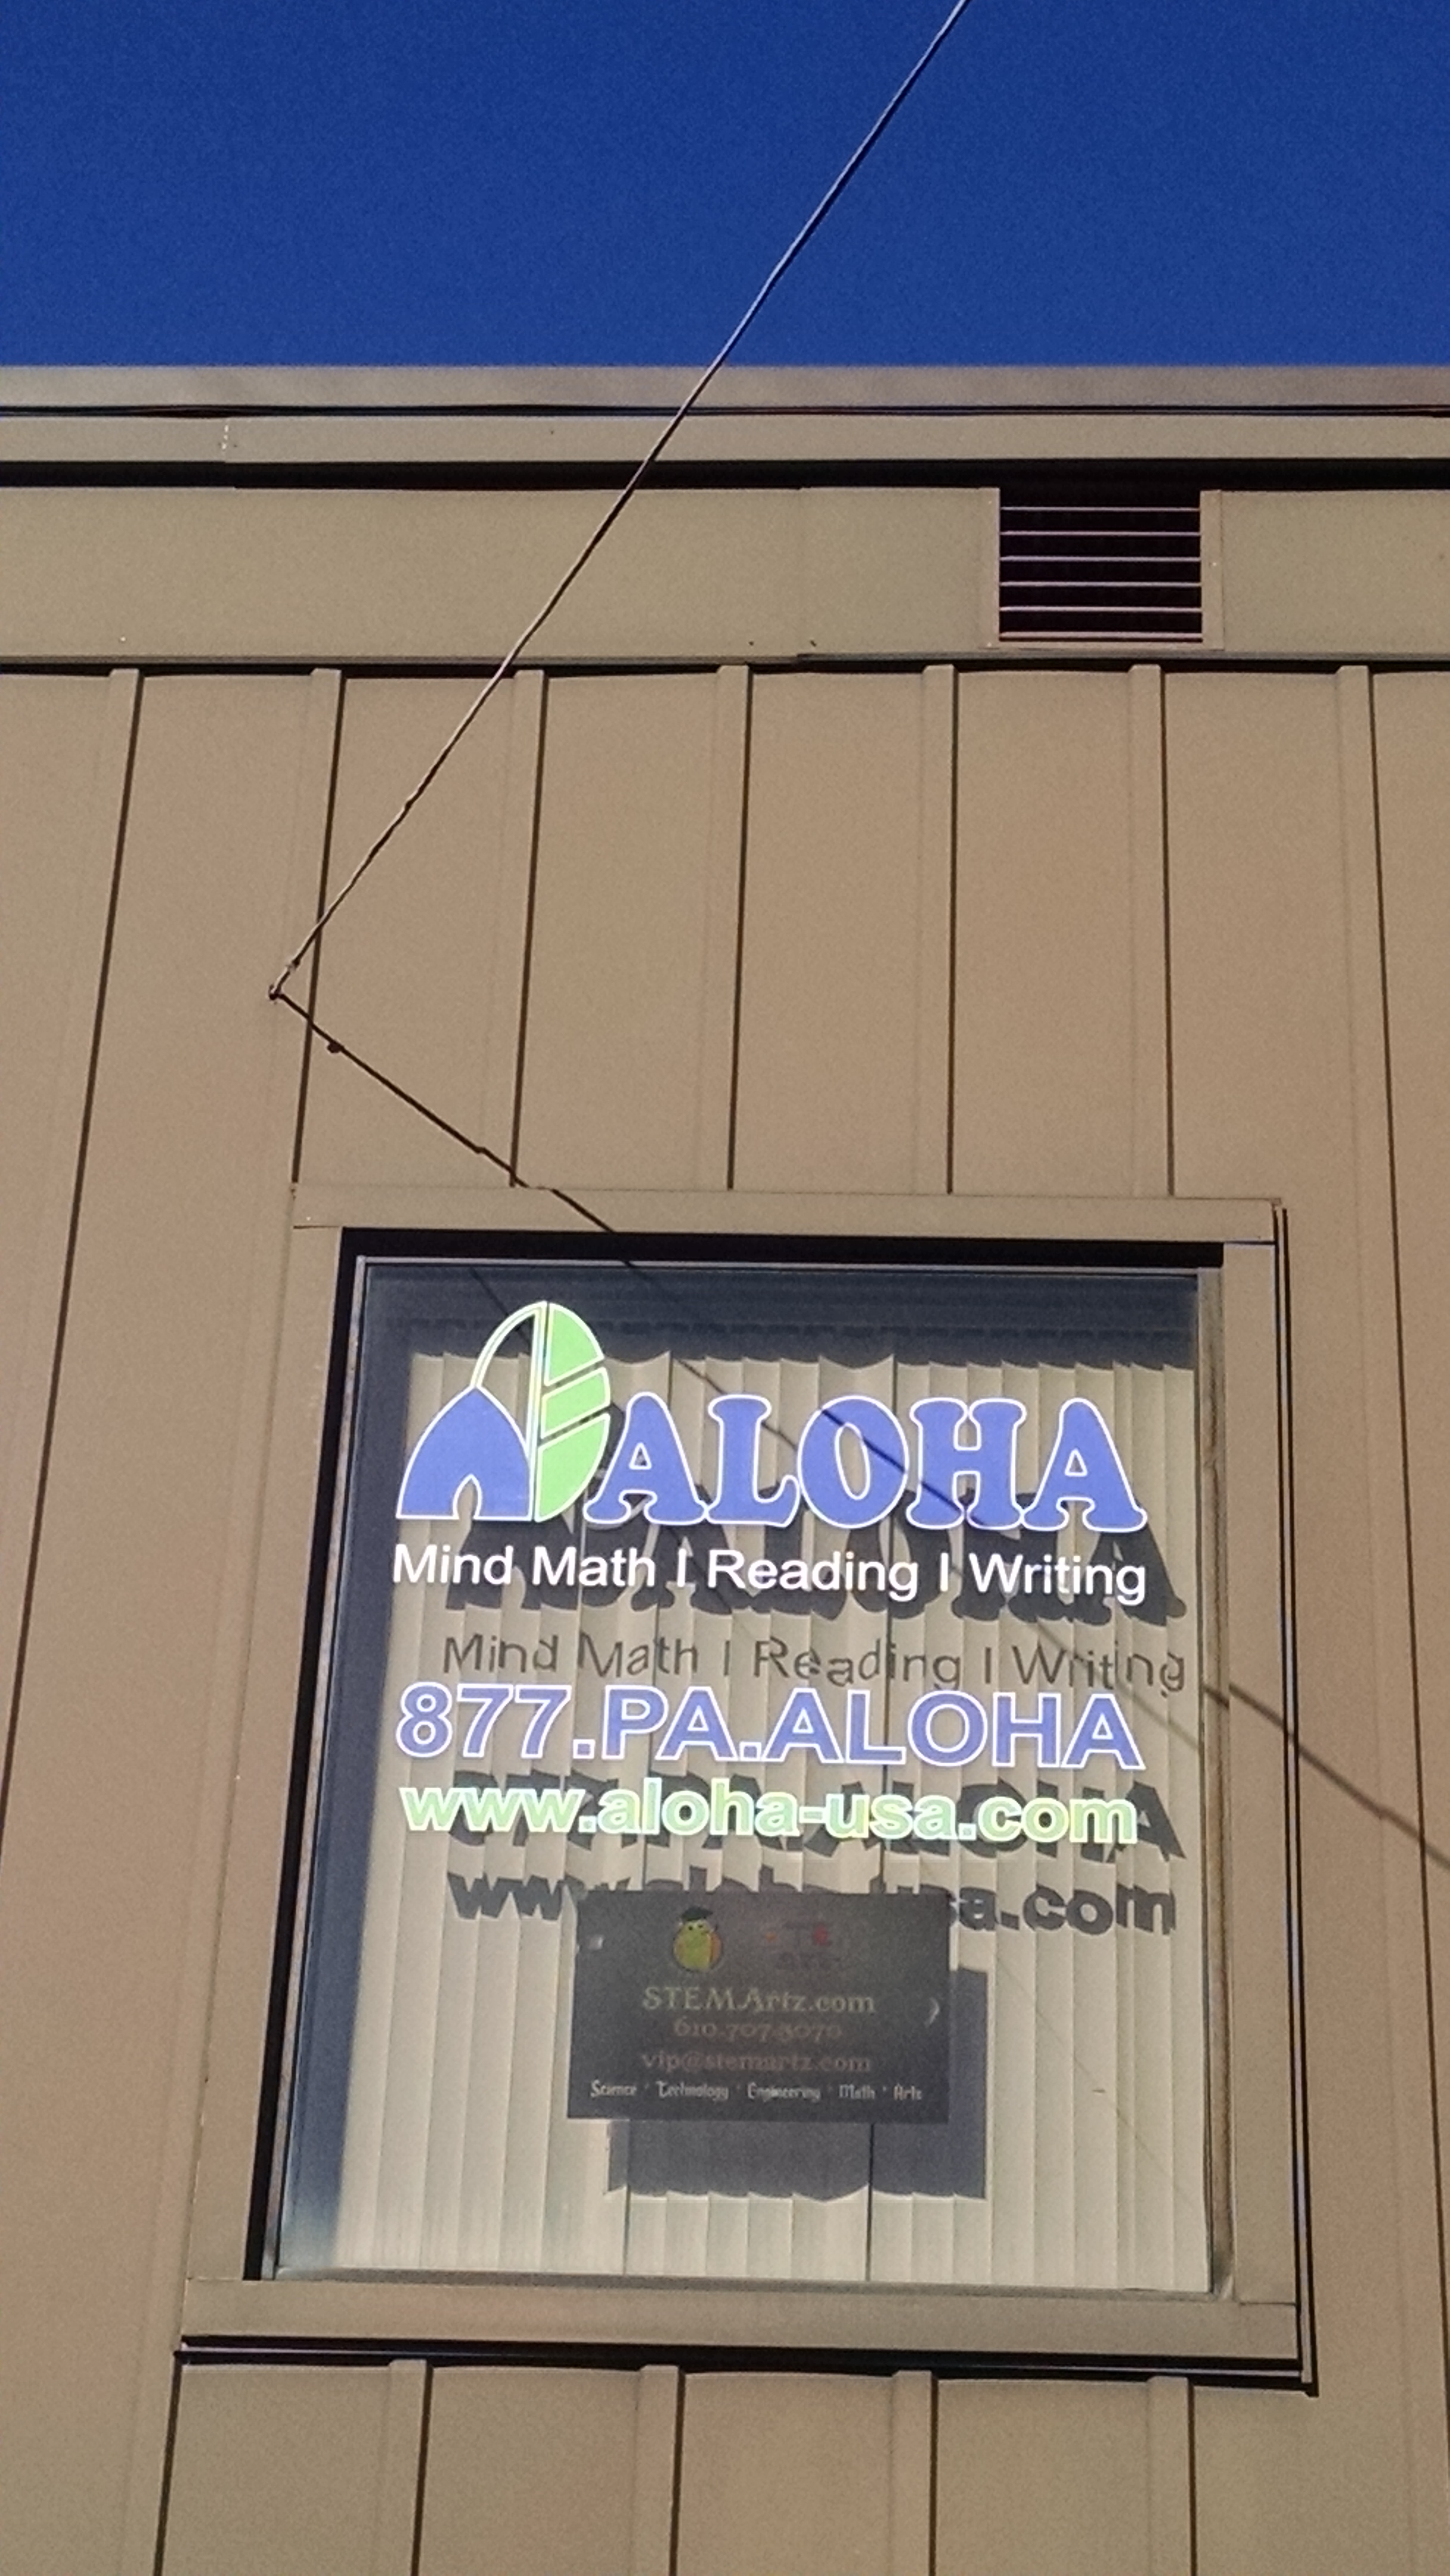 ALOHA
Mind Math I Reading I Writing
877.PA.ALOHA
www.aloha-usa.com
STEMArtz.com
610.707.3070
vip@stemartz.com
Science * Technology * Engineering * Math * Arts